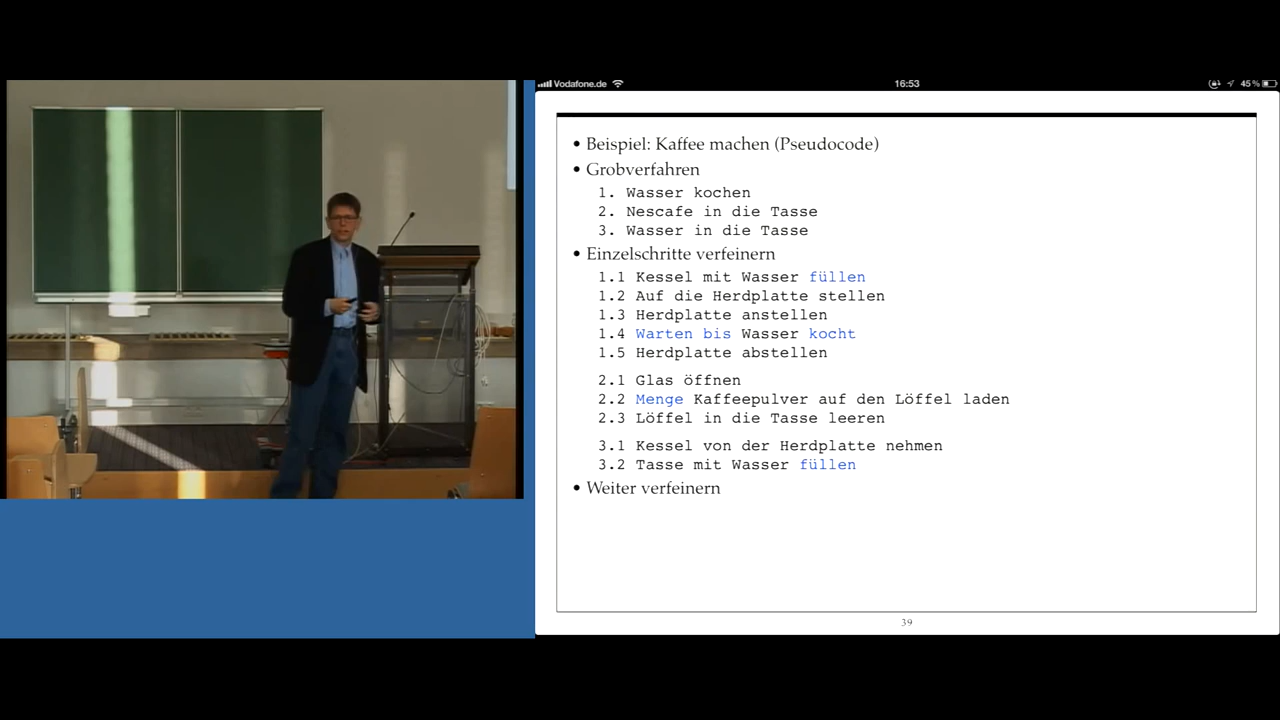 Vodafone.de 16:53 45%
• Beispiel: Kaffee machen (Pseudocode)
• Grobverfahren
1. Wasser kochen
2. Nescafe in die Tasse
3. Wasser in die Tasse
• Einzelschritte verfeinern
1.1 Kessel mit Wasser füllen
1.2 Auf die Herdplatte stellen
1.3 Herdplatte anstellen
1.4 Warten bis Wasser kocht
1.5 Herdplatte abstellen
2.1 Glas öffnen
2.2 Menge Kaffeepulver auf den Löffel laden
2.3 Löffel in die Tasse leeren
3.1 Kessel von der Herdplatte nehmen
3.2 Tasse mit Wasser füllen
• Weiter verfeinern
39